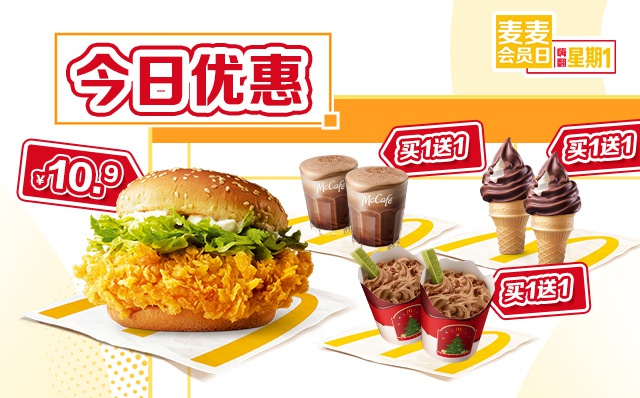 麦麦
会员日
嗨翻
星期1
今日优惠
¥10.9
买1送1
买1送1
McCafé
McCafé
买1送1